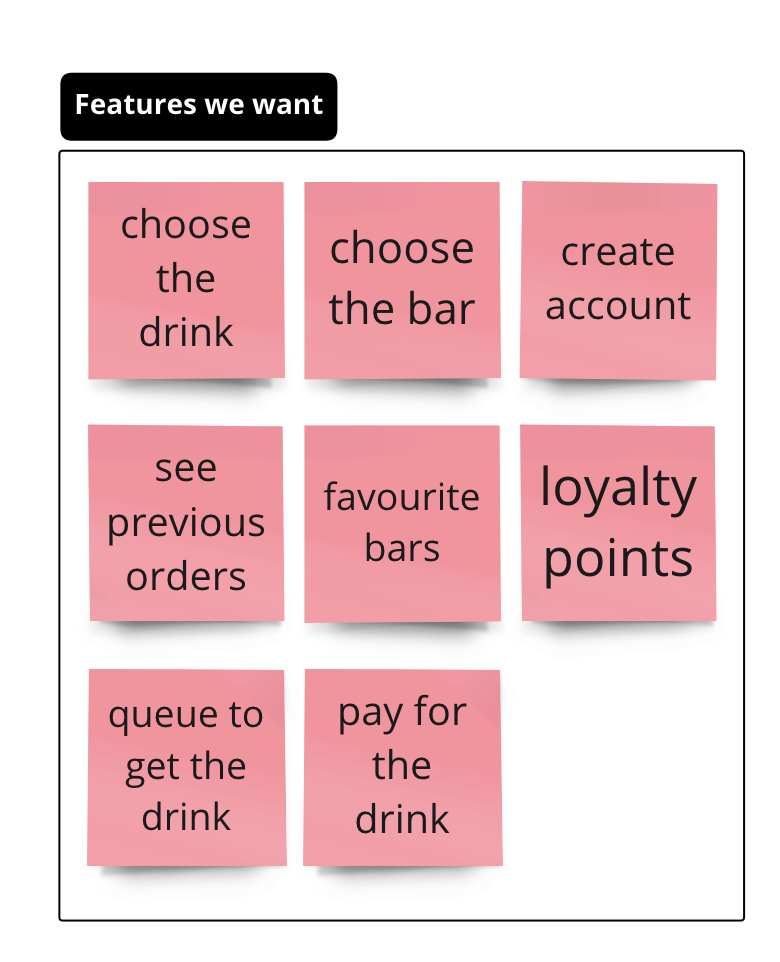 Features we want
choose
the
drink
choose
the bar
create
account
see
previous
orders
favourite
bars
loyalty
points
queue to
get the
drink
pay for
the
drink